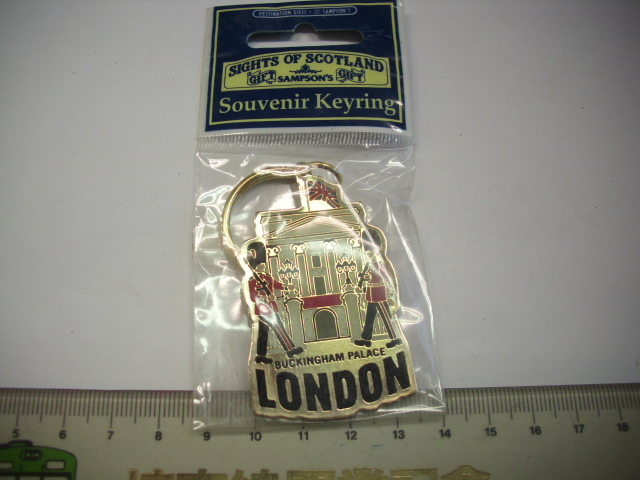 DESTINATION GIFTS · © SAMPSON'S
SIGHTS OF SCOTLAND
GIFT SAMPSON'S GIFT
Souvenir Keyring
BUCKINGHAM PALACE
LONDON
5 6 7 8 9 10 11 12 13 14 15 16 17 18